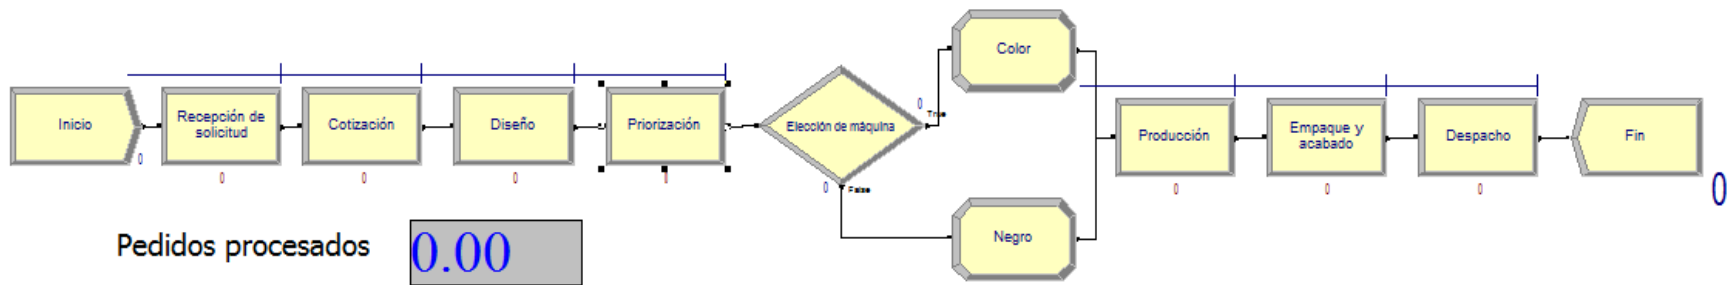 Inicio
0
Recepción de
solicitud
0
Cotización
0
Diseño
0
Priorización
Elección de máquina
0
True
0
False
Color
Negro
Producción
0
Empaque y
acabado
0
Despacho
0
Fin
0
Pedidos procesados
0.00